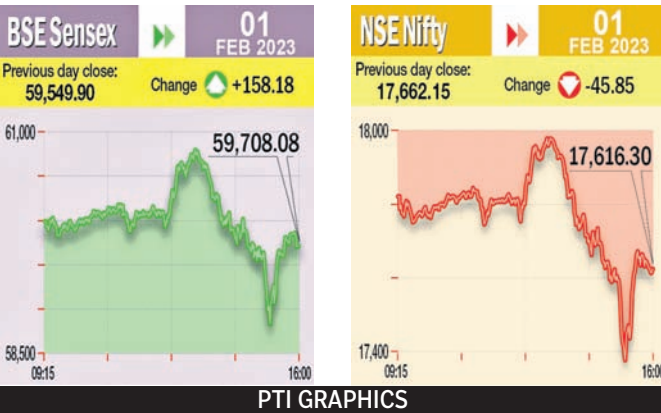 BSE Sensex
01
FEB 2023
Previous day close:
59,549.90
Change +158.18
61,000
59,708.08
58,500
09:15
16:00
NSE Nifty
01
FEB 2023
Previous day close:
17,662.15
Change -45.85
18,000
17,616.30
17,400
09:15
16:00
PTI GRAPHICS